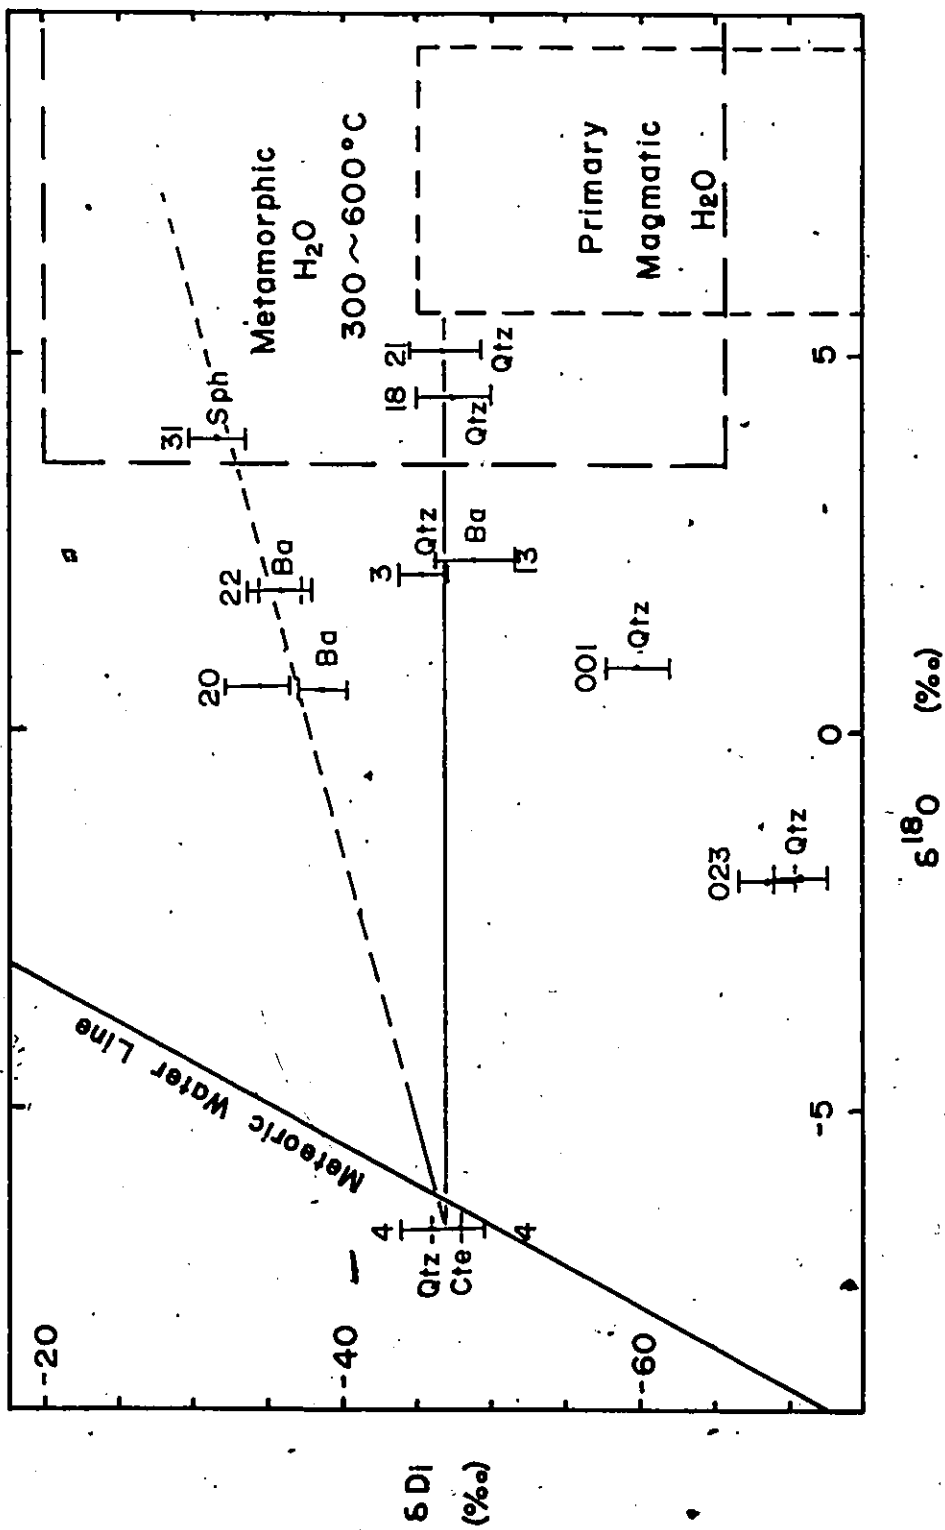 -20
-40
-60
δDi
(‰)
-5
0
5
δ18O (‰)
Meteoric Water Line
Metamorphic
H2O
300~600°C
Primary
Magmatic
H2O
31
Sph
22
Ba
20
Ba
21
Qtz
18
Qtz
3
Qtz
Ba
13
001
Qtz
023
Qtz
4
Qtz
Cte
4